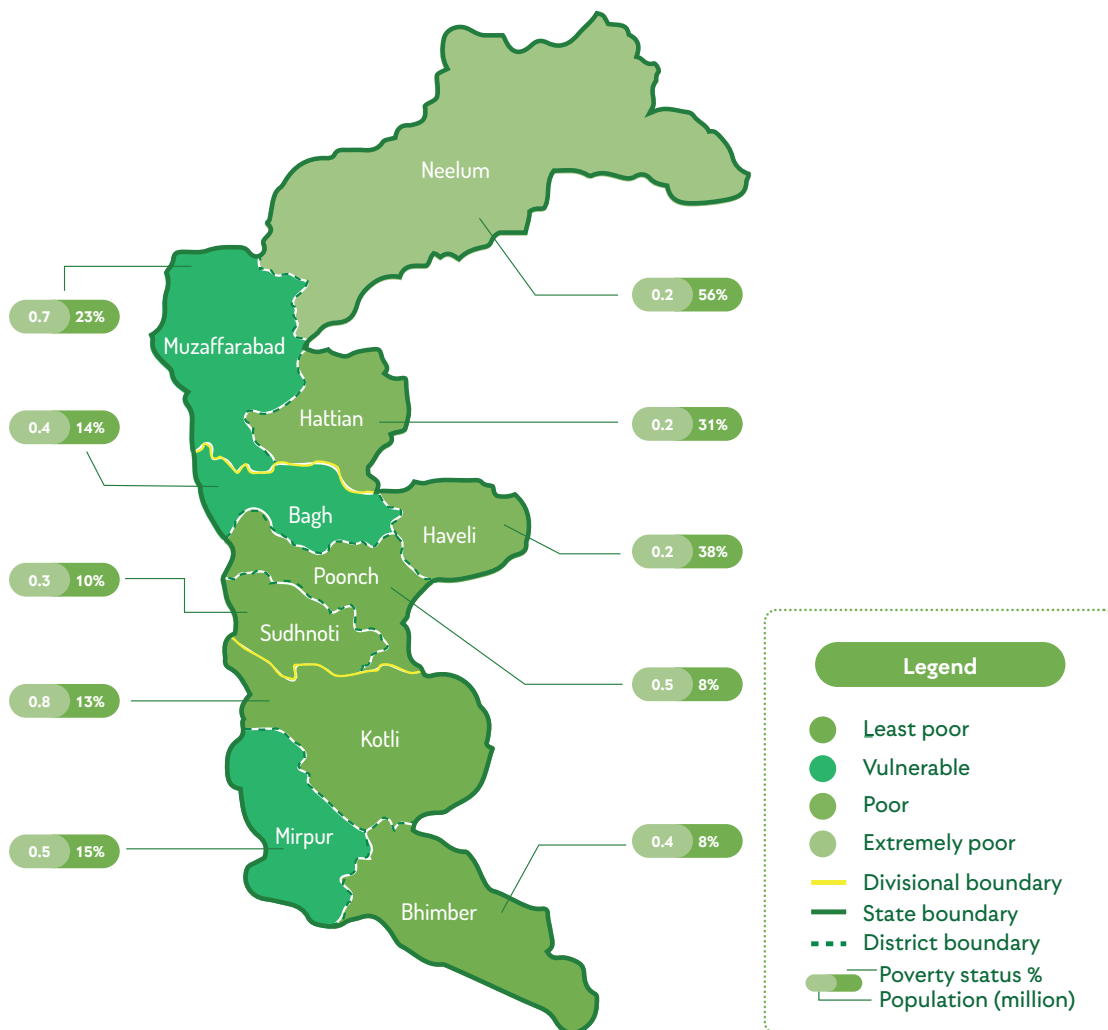 Neelum
0.2 56%
0.7 23%
Muzaffarabad
Hattian
0.2 31%
0.4 14%
Bagh
Haveli
0.2 38%
Poonch
0.3 10%
Sudhnoti
0.5 8%
0.8 13%
Kotli
Mirpur
0.5 15%
0.4 8%
Bhimber
Legend
Least poor
Vulnerable
Poor
Extremely poor
Divisional boundary
State boundary
District boundary
Poverty status %
Population (million)